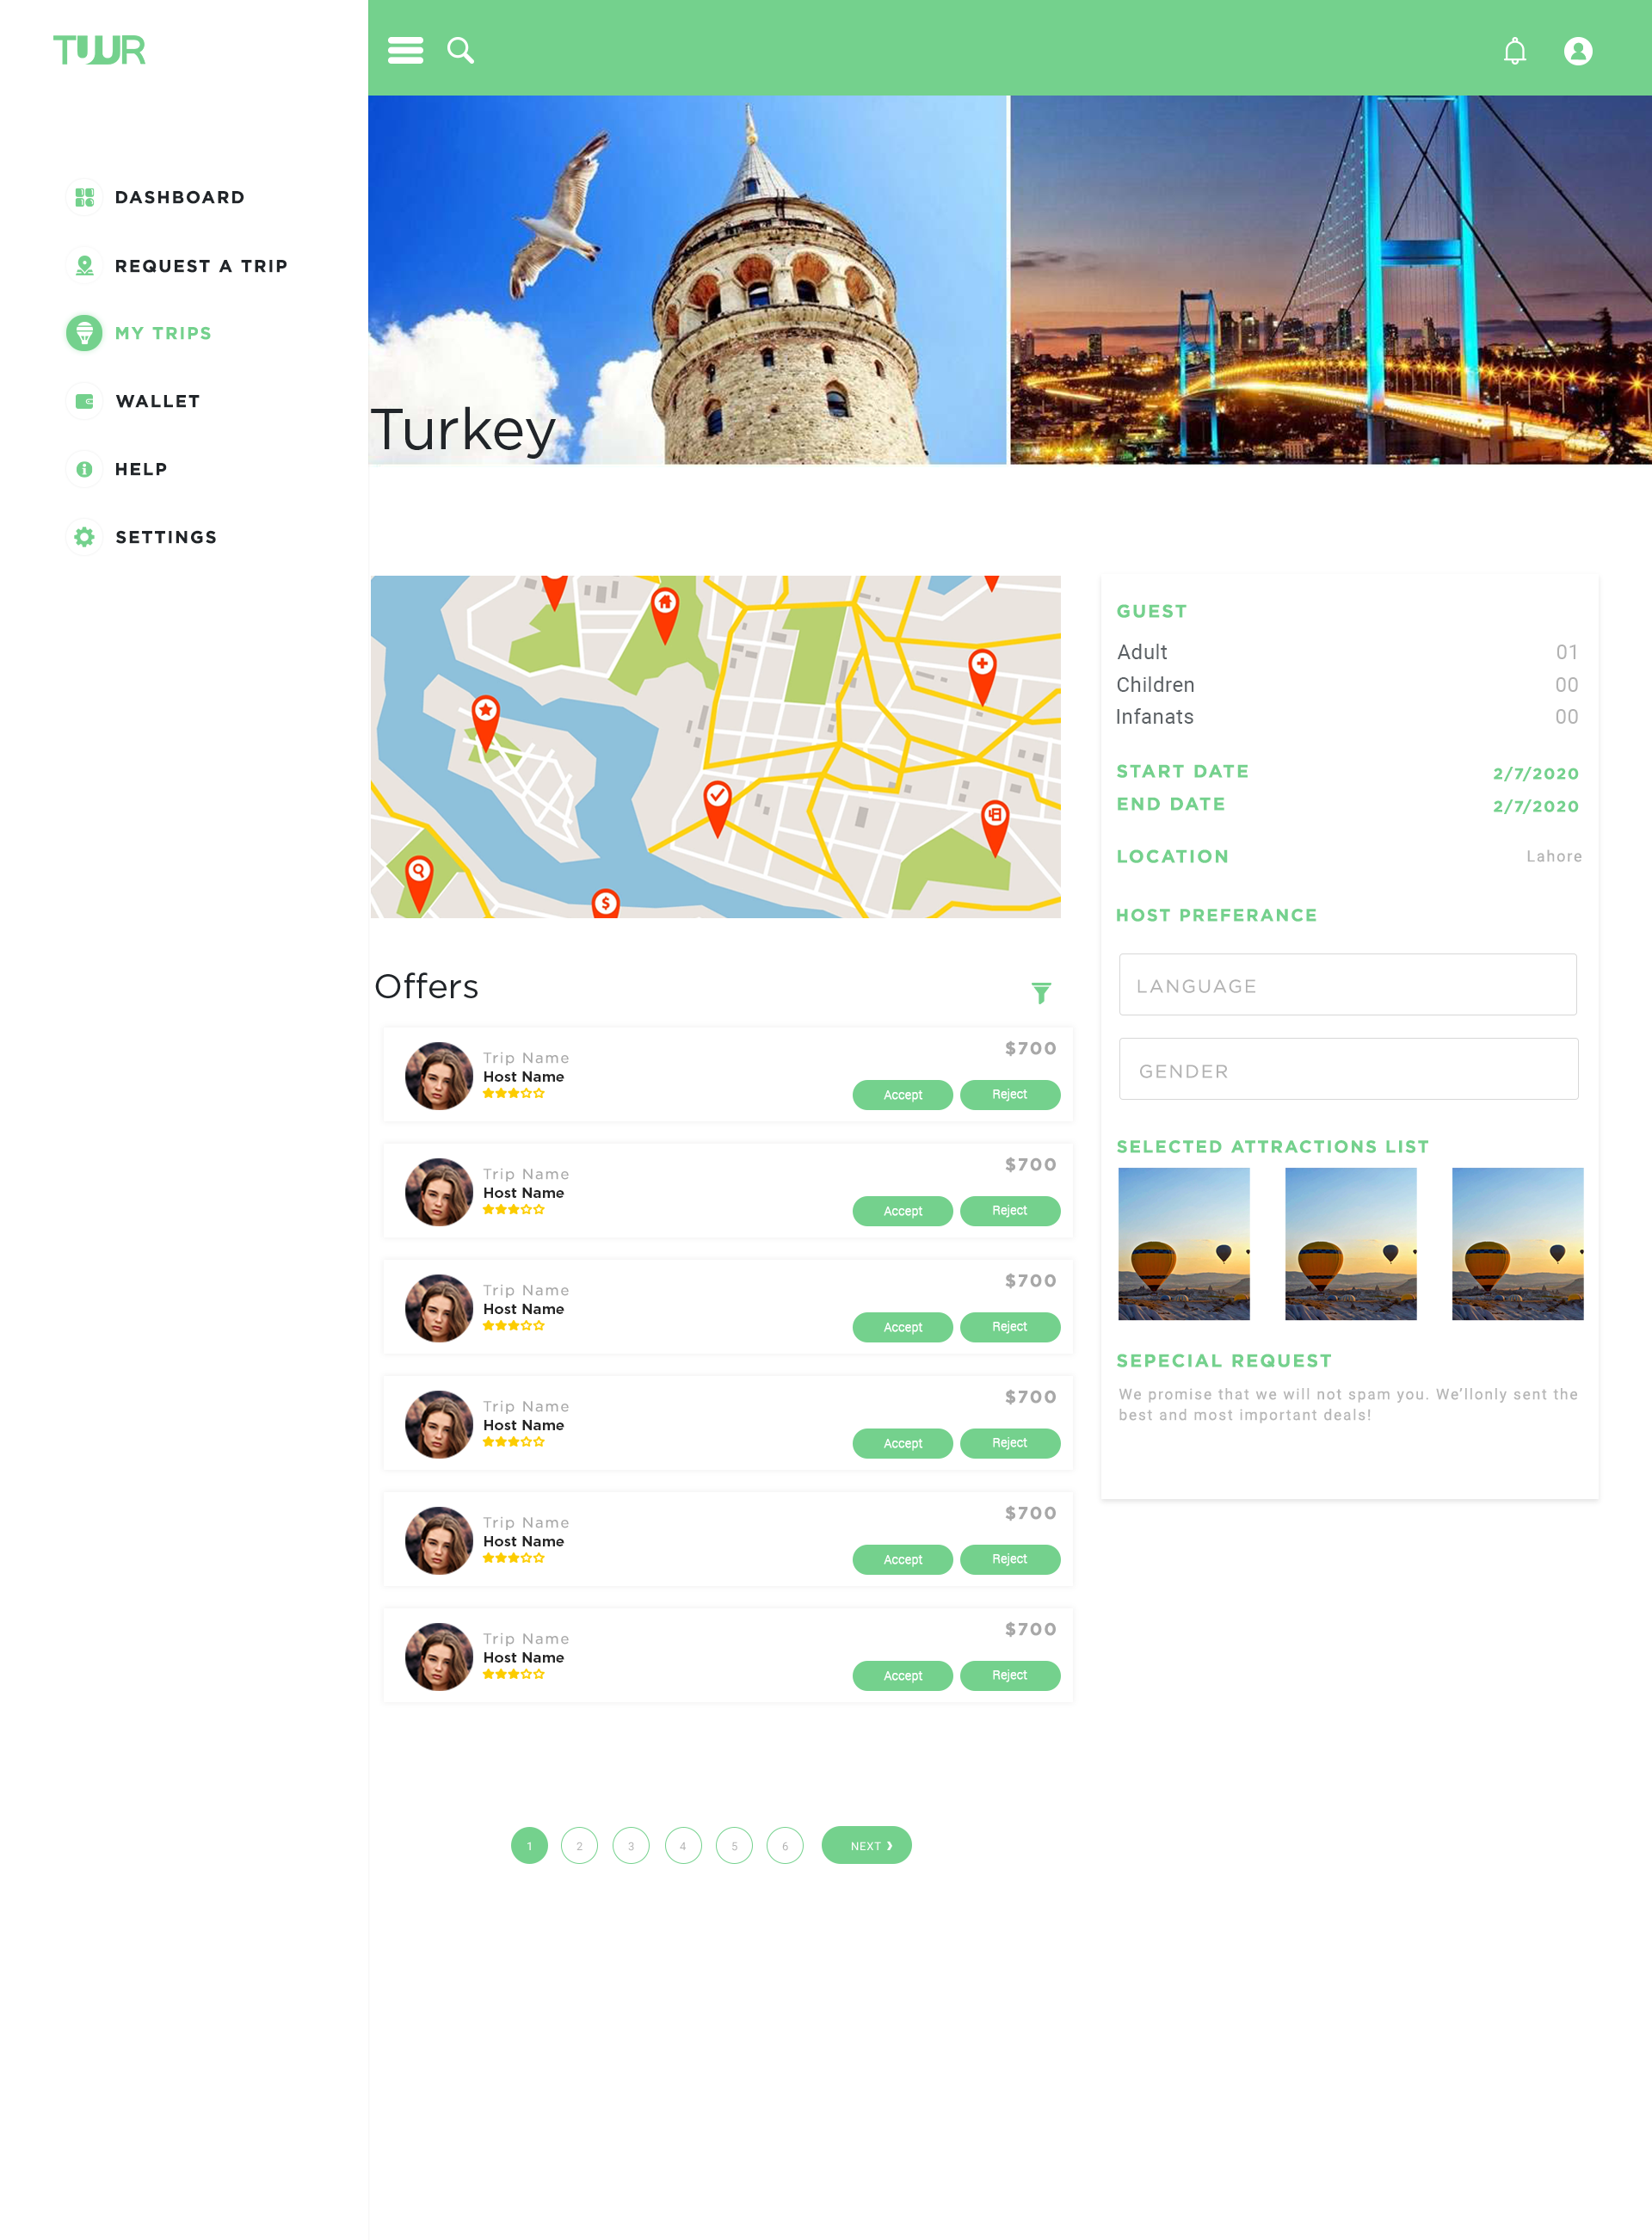 TUUR
DASHBOARD
REQUEST A TRIP
MY TRIPS
WALLET
HELP
SETTINGS
Turkey
GUEST
Adult 01
Children 00
Infanats 00
START DATE 2/7/2020
END DATE 2/7/2020
LOCATION Lahore
HOST PREFERANCE
LANGUAGE
GENDER
SELECTED ATTRACTIONS LIST
SEPECIAL REQUEST
We promise that we will not spam you. We'llonly sent the
best and most important deals!
$
Offers
Trip Name $700
Host Name
Accept Reject
Trip Name $700
Host Name
Accept Reject
Trip Name $700
Host Name
Accept Reject
Trip Name $700
Host Name
Accept Reject
Trip Name $700
Host Name
Accept Reject
Trip Name $700
Host Name
Accept Reject
1 2 3 4 5 6 NEXT ›